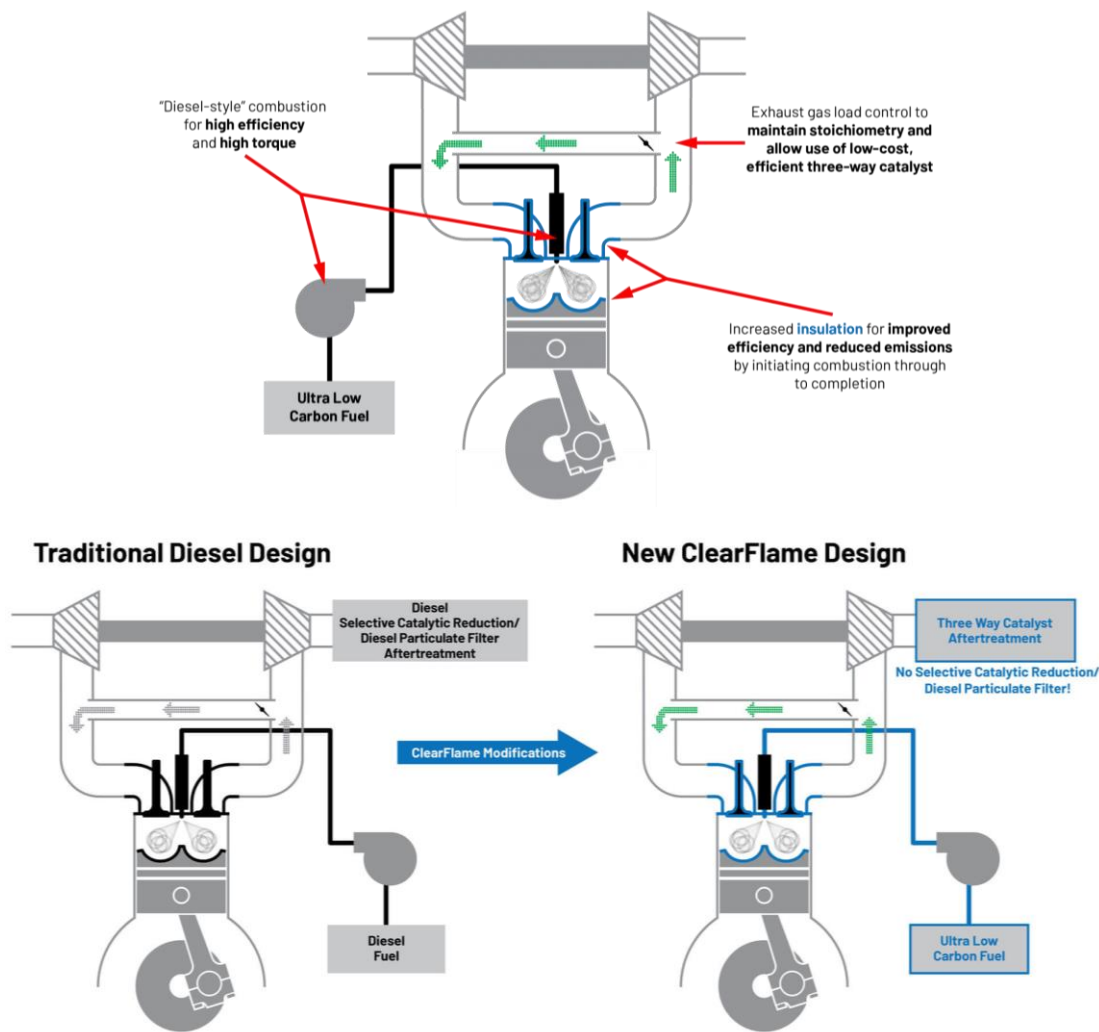 “Diesel-style” combustion
for high efficiency
and high torque
Exhaust gas load control to
maintain stoichiometry and
allow use of low-cost,
efficient three-way catalyst
Increased insulation for improved
efficiency and reduced emissions
by initiating combustion through
to completion
Ultra Low
Carbon Fuel
Traditional Diesel Design
Diesel
Selective Catalytic Reduction/
Diesel Particulate Filter
Aftertreatment
Diesel
Fuel
ClearFlame Modifications
New ClearFlame Design
Three Way Catalyst
Aftertreatment
No Selective Catalytic Reduction/
Diesel Particulate Filter!
Ultra Low
Carbon Fuel